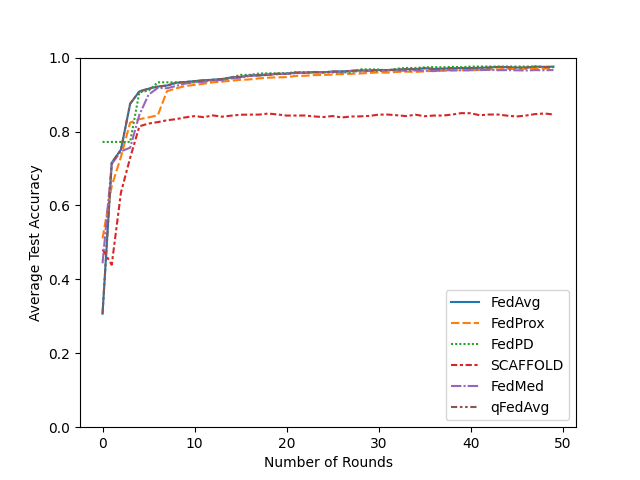 1.0
0.8
0.6
0.4
0.2
0.0
Average Test Accuracy
FedAvg
FedProx
FedPD
SCAFFOLD
FedMed
qFedAvg
0 10 20 30 40 50
Number of Rounds